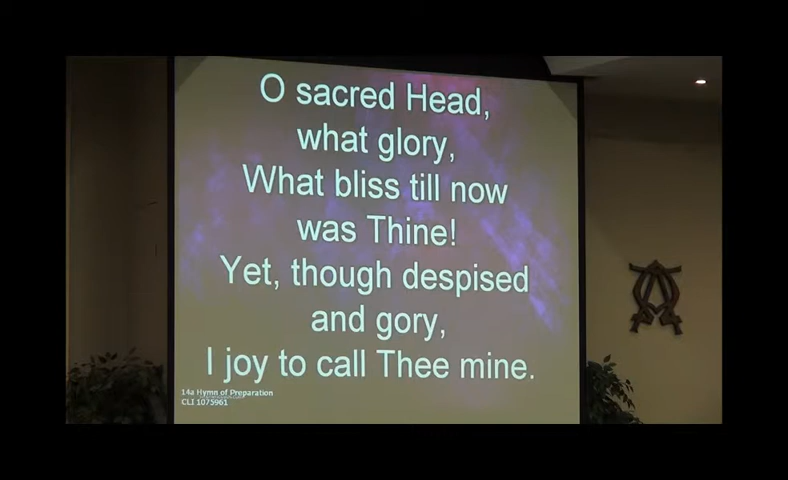 O sacred Head,
what glory,
What bliss till now
was Thine!
Yet, though despised
and gory,
I joy to call Thee mine.
14a Hymn of Preparation
CLI 1075961